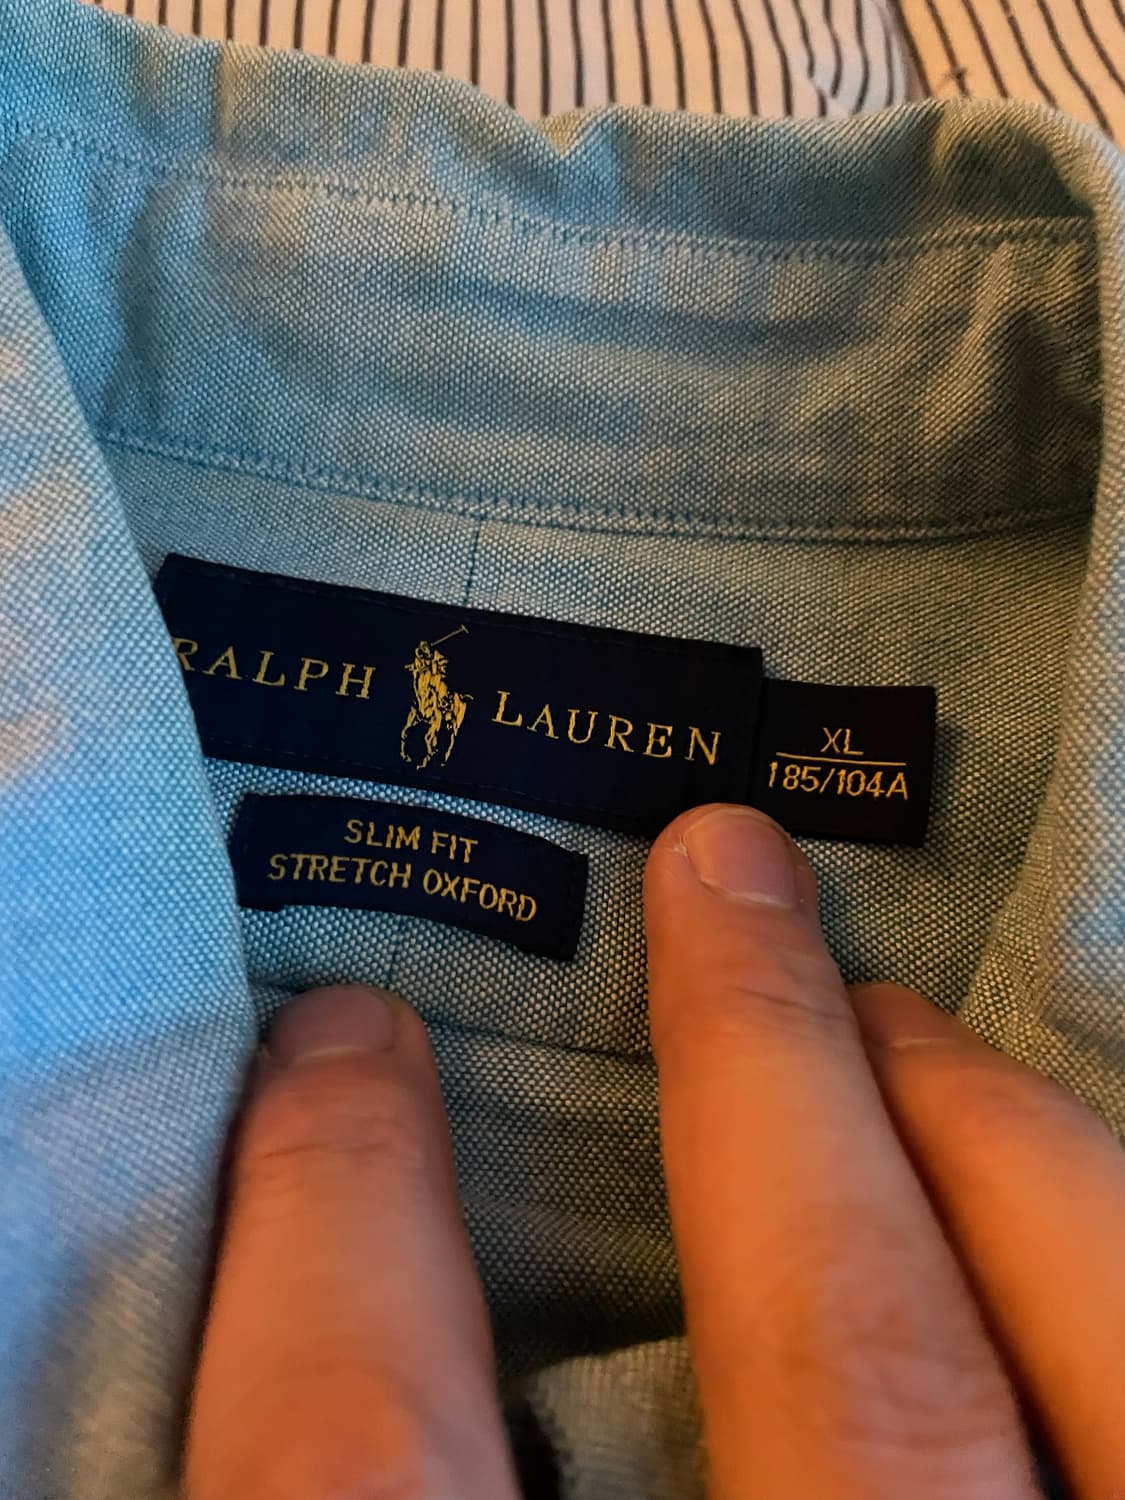 RALPH LAUREN
XL
185/104A
SLIM FIT
STRETCH OXFORD